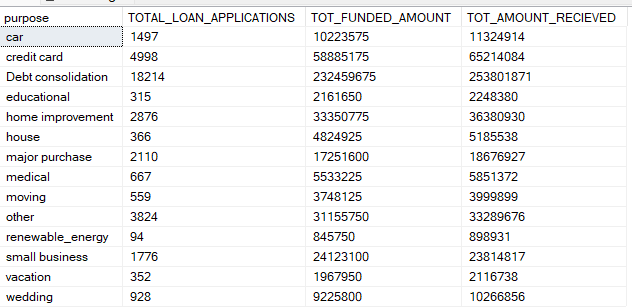 purpose TOTAL_LOAN_APPLICATIONS TOT_FUNDED_AMOUNT TOT_AMOUNT_RECIEVED
car 1497 10223575 11324914
credit card 4998 58885175 65214084
Debt consolidation 18214 232459675 253801871
educational 315 2161650 2248380
home improvement 2876 33350775 36380930
house 366 4824925 5185538
major purchase 2110 17251600 18676927
medical 667 5533225 5851372
moving 559 3748125 3999899
other 3824 31155750 33289676
renewable_energy 94 845750 898931
small business 1776 24123100 23814817
vacation 352 1967950 2116738
wedding 928 9225800 10266856